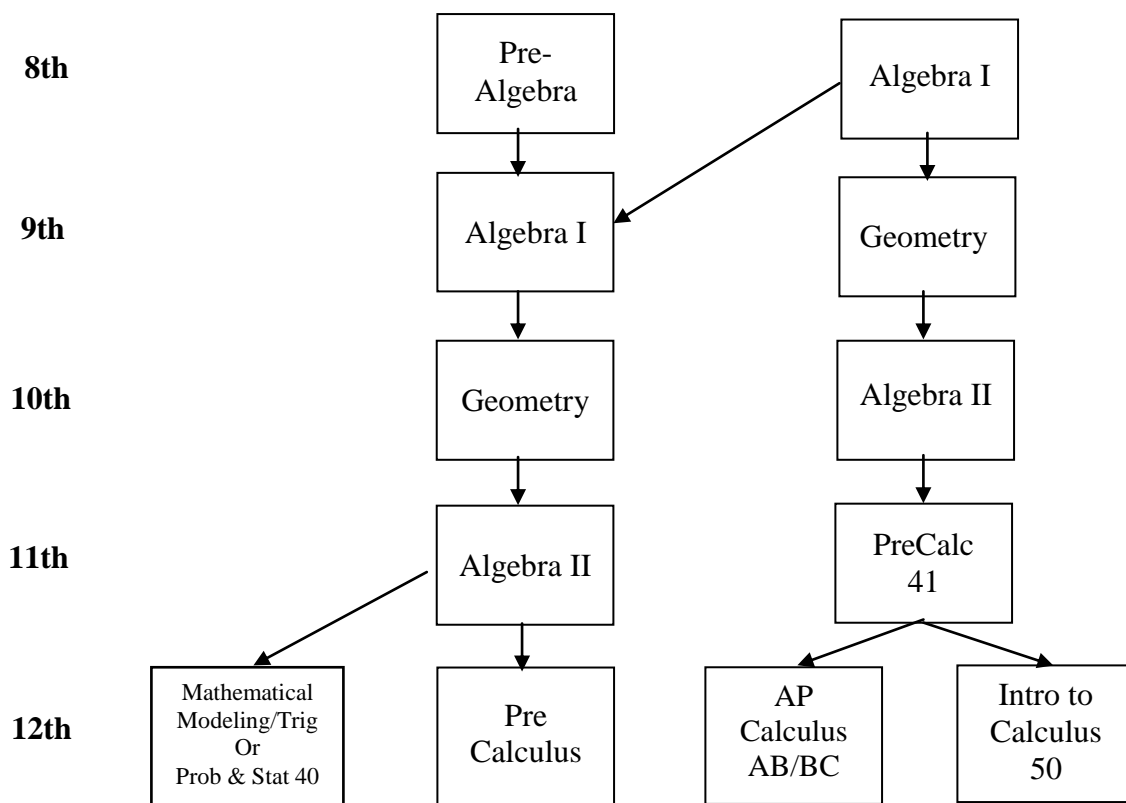 8th
Pre-
Algebra
Algebra I
9th
Algebra I
Geometry
10th
Geometry
Algebra II
11th
Algebra II
PreCalc
41
12th
Mathematical
Modeling/Trig
Or
Prob & Stat 40
Pre
Calculus
AP
Calculus
AB/BC
Intro to
Calculus
50